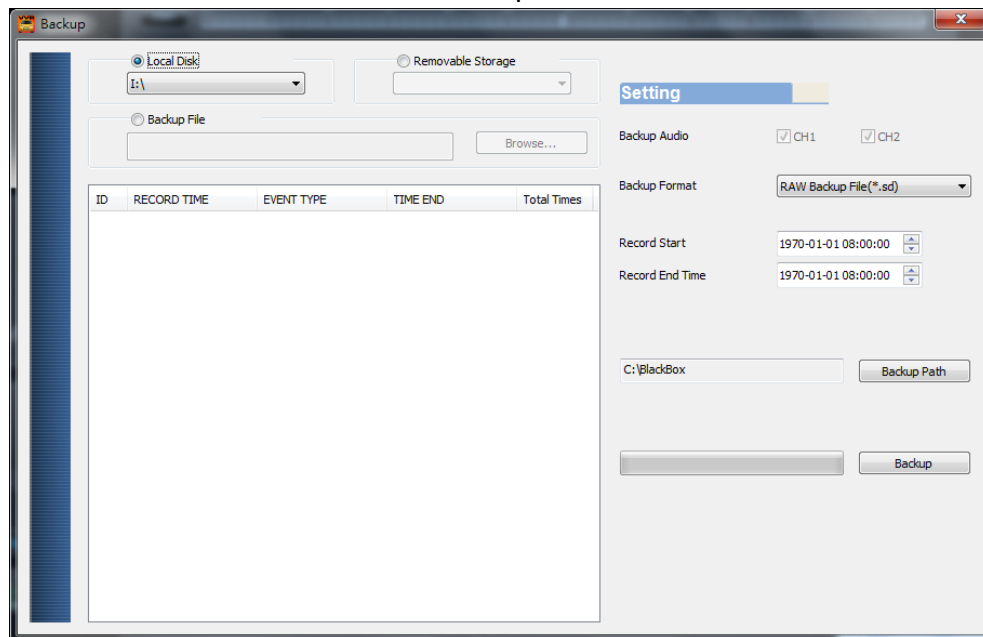 Backup
Local Disk
Removable Storage
I:\
Backup File
Browse...
ID RECORD TIME EVENT TYPE TIME END Total Times
Setting
Backup Audio CH1 CH2
Backup Format RAW Backup File(*.sd)
Record Start 1970-01-01 08:00:00
Record End Time 1970-01-01 08:00:00
C:\BlackBox Backup Path
Backup